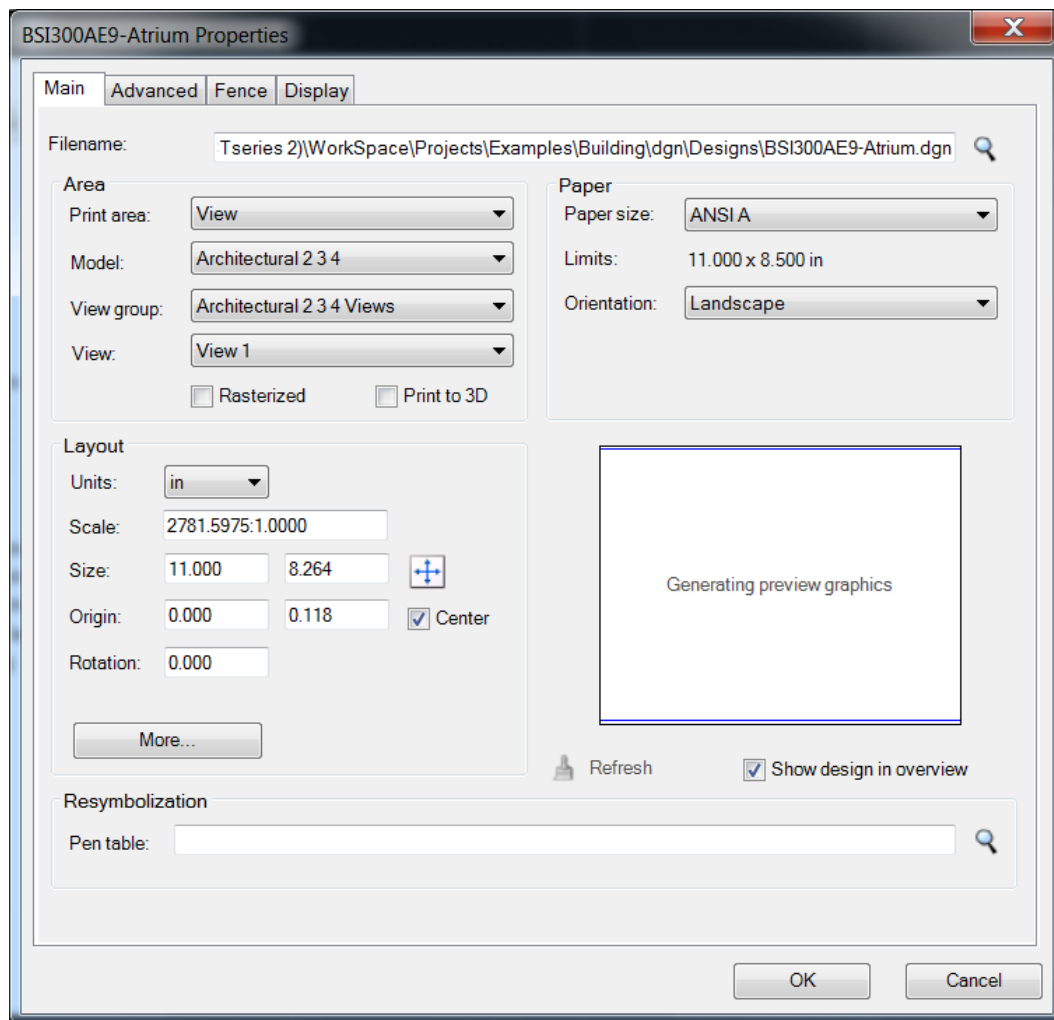 BSI300AE9-Atrium Properties
Main Advanced Fence Display
Filename: Tseries 2)\WorkSpace\Projects\Examples\Building\dgn\Designs\BSI300AE9-Atrium.dgn
Area
Print area: View
Model: Architectural 2 3 4
View group: Architectural 2 3 4 Views
View: View 1
Rasterized Print to 3D
Paper
Paper size: ANSI A
Limits: 11.000 x 8.500 in
Orientation: Landscape
Layout
Units: in
Scale: 2781.5975:1.0000
Size: 11.000 8.264
Origin: 0.000 0.118 Center
Rotation: 0.000
More...
Generating preview graphics
Refresh Show design in overview
Resymbolization
Pen table:
OK Cancel